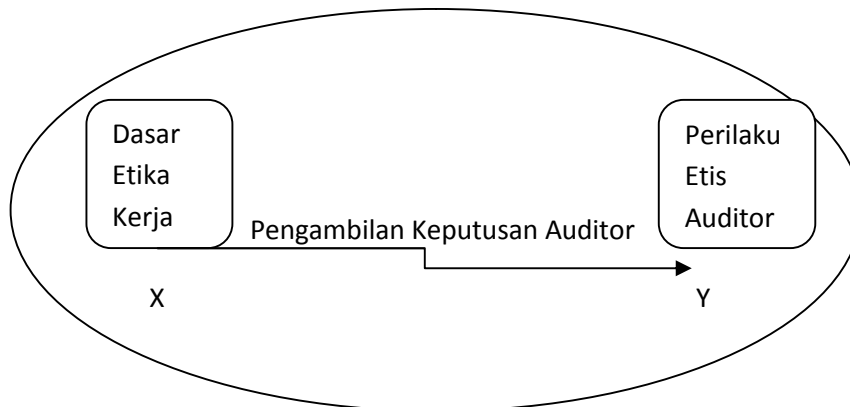 Dasar
Etika
Kerja
Perilaku
Etis
Auditor
Pengambilan Keputusan Auditor
X
Y